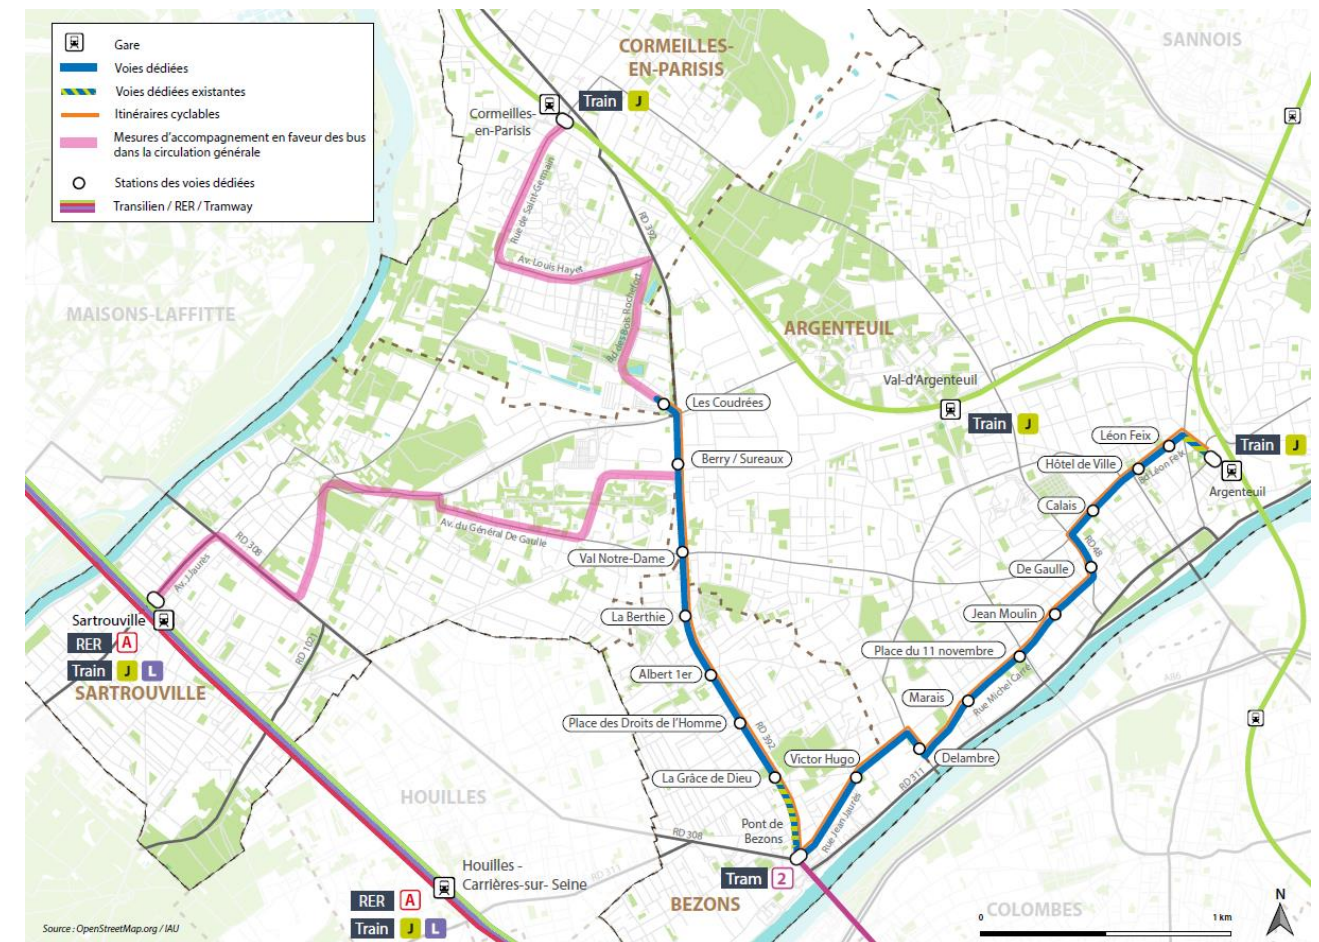 Gare
Voies dédiées
Voies dédiées existantes
Itinéraires cyclables
Mesures d'accompagnement en faveur des bus
dans la circulation générale
Stations des voies dédiées
Transilien / RER / Tramway
CORMEILLES-
EN-PARISIS
SANNOIS
Train J
Cormeilles-
en-Parisis
Rue de Saint-Germain
RD 392
Av. Louis Hayet
Bd des Bois Rochefort
MAISONS-LAFFITTE
ARGENTEUIL
Val-d'Argenteuil
Train J
Les Coudrées
Berry / Sureaux
Léon Feix
Train J
Hôtel de Ville
Bd Léon Feix
Argenteuil
Calais
RD 48
Av. du Général De Gaulle
RD 308
Val Notre-Dame
De Gaulle
Av. J.Jaurès
La Berthie
Jean Moulin
Sartrouville
RER A
Train J L
SARTROUVILLE
RD 1021
Place du 11 novembre
Albert 1er
Rue Michel Carré
A86
Marais
Place des Droits de l'Homme
RD 392
Victor Hugo
Delambre
La Grâce de Dieu
RD 311
HOUILLES
Pont de
Bezons
Rue Jean Jaurès
RD 308
RD 311
Tram 2
Houilles -
Carrières-sur- Seine
RER A
Train J L
BEZONS
COLOMBES
N
0
1 km
Source : OpenStreetMap.org / IAU